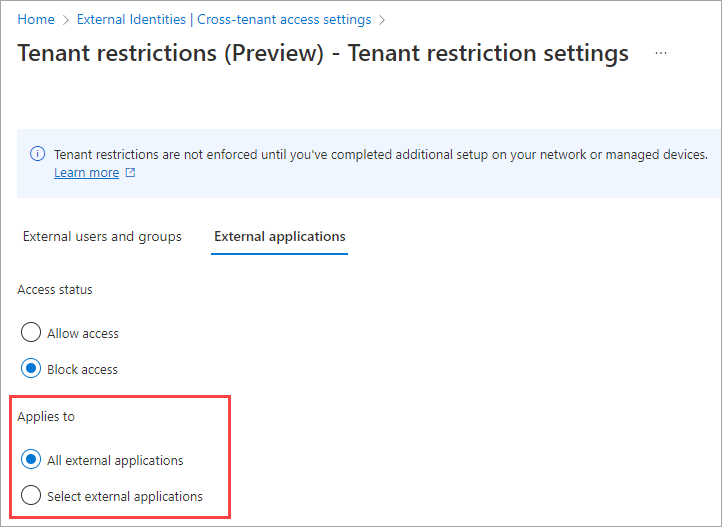 Home > External Identities | Cross-tenant access settings >
Tenant restrictions (Preview) - Tenant restriction settings ...
Tenant restrictions are not enforced until you've completed additional setup on your network or managed devices.
Learn more
External users and groups External applications
Access status
Allow access
Block access
Applies to
All external applications
Select external applications